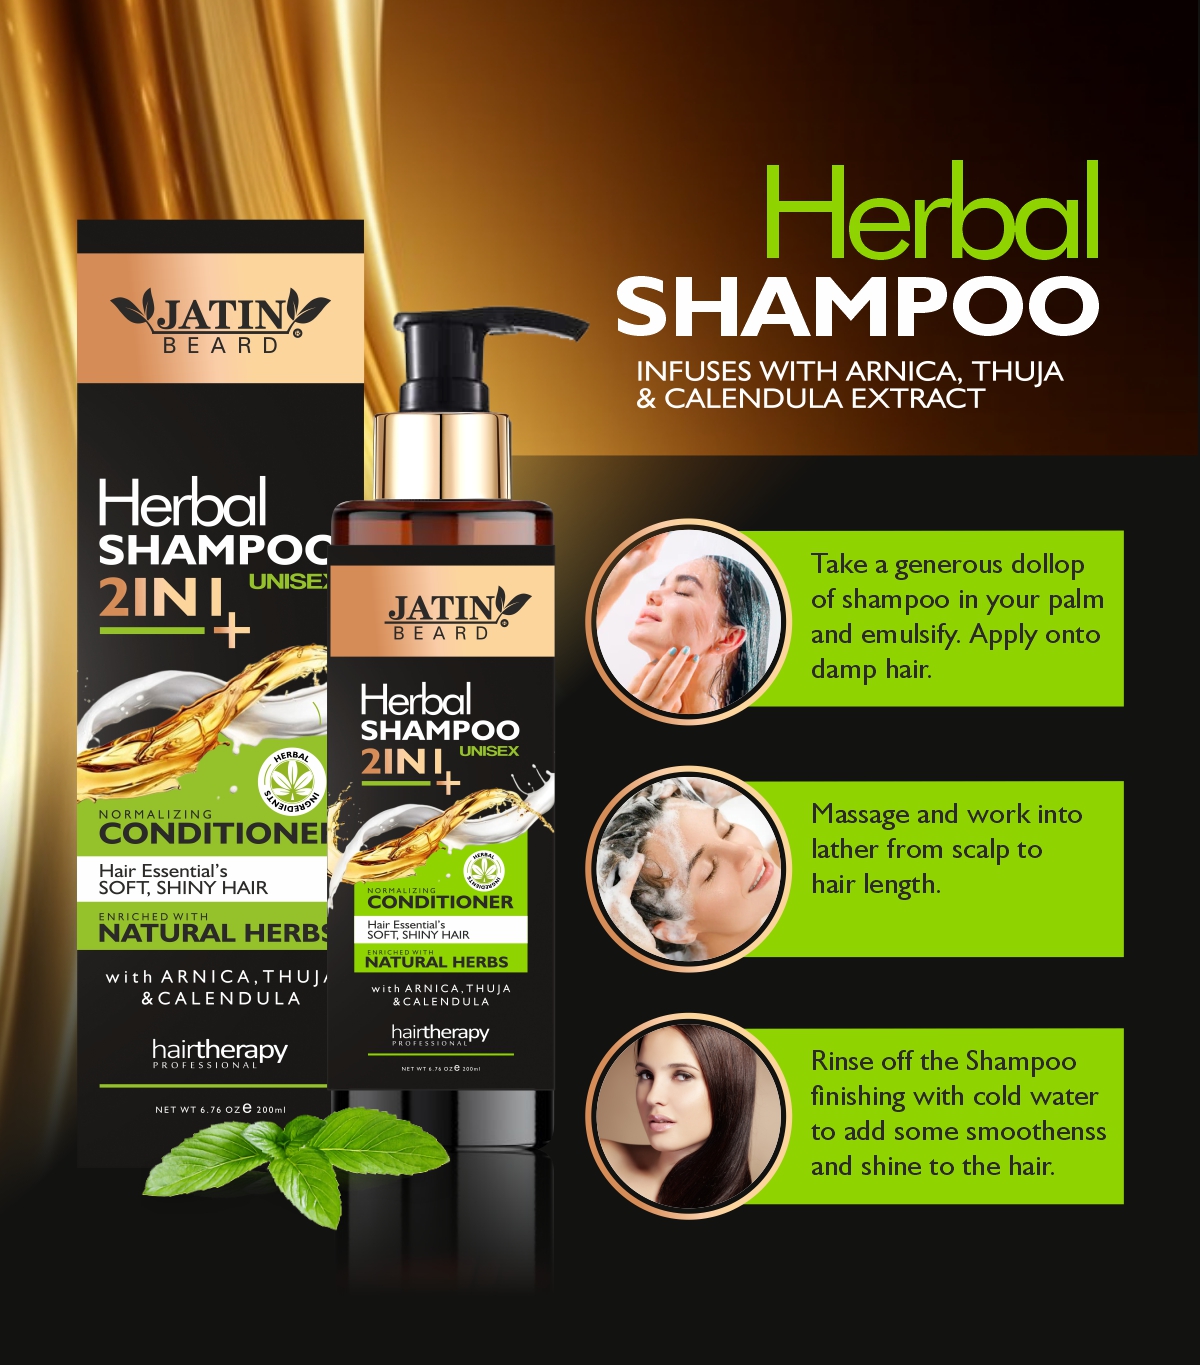 Herbal
SHAMPOO
INFUSES WITH ARNICA, THUJA
& CALENDULA EXTRACT
JATIN
BEARD
Herbal
SHAMPOO
2IN1+
UNISEX
HERBAL
INGREDIENTS
NORMALIZING
CONDITIONER
Hair Essential's
SOFT, SHINY HAIR
ENRICHED WITH
NATURAL HERBS
with ARNICA,THUJA
&CALENDULA
hairtherapy
PROFESSIONAL
NET WT 6.76 OZ e 200ml
JATIN
BEARD
Herbal
SHAMPOO
2IN1+
UNISEX
HERBAL
INGREDIENTS
NORMALIZING
CONDITIONER
Hair Essential's
SOFT, SHINY HAIR
ENRICHED WITH
NATURAL HERBS
with ARNICA,THUJA
&CALENDULA
hairtherapy
PROFESSIONAL
NET WT 6.76 OZ e 200ml
Take a generous dollop
of shampoo in your palm
and emulsify. Apply onto
damp hair.
Massage and work into
lather from scalp to
hair length.
Rinse off the Shampoo
finishing with cold water
to add some smoothenss
and shine to the hair.